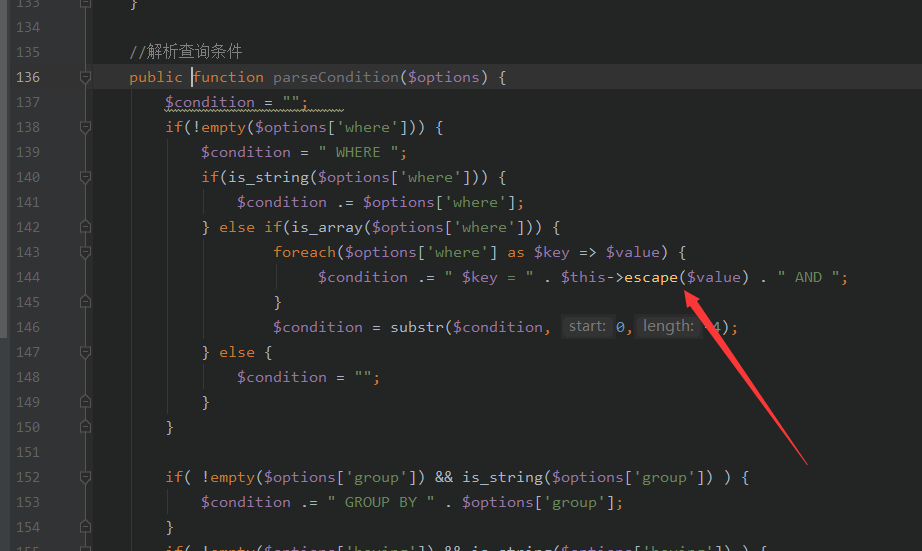 133 }
134
135 //解析查询条件
136 public function parseCondition($options) {
137 $condition = "";
138 if(!empty($options['where'])) {
139 $condition = " WHERE ";
140 if(is_string($options['where'])) {
141 $condition .= $options['where'];
142 } else if(is_array($options['where'])) {
143 foreach($options['where'] as $key => $value) {
144 $condition .= " $key = " . $this->escape($value) . " AND ";
145 }
146 $condition = substr($condition, start: 0, length: 4);
147 } else {
148 $condition = "";
149 }
150 }
151
152 if( !empty($options['group']) && is_string($options['group']) ) {
153 $condition .= " GROUP BY " . $options['group'];
154 }
155 if( !empty($options['having']) && is_string($options['having']) ) {